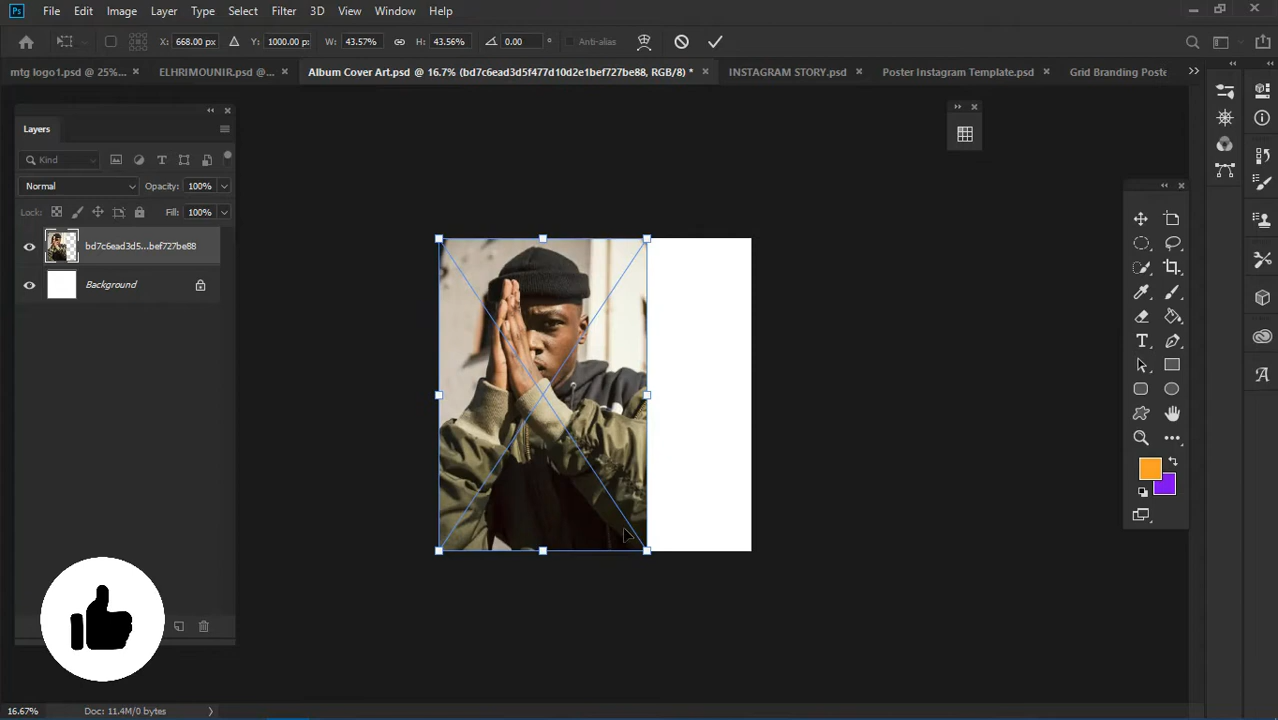 Ps File Edit Image Layer Type Select Filter 3D View Window Help
X: 668.00 px Y: 1000.00 p: W: 43.57% H: 43.56% 0.00 ° Anti-alias
mtg logo1.psd @ 25%... × ELHRIMOUNIR.psd @... × Album Cover Art.psd @ 16.7% (bd7c6ead3d5f477d10d2e1bef727be88, RGB/8) * × INSTAGRAM STORY.psd × Poster Instagram Template.psd × Grid Branding Poste
Layers
Kind
Normal Opacity: 100%
Lock: Fill: 100%
bd7c6ead3d5...bef727be88
Background
16.67% Doc: 11.4M/0 bytes